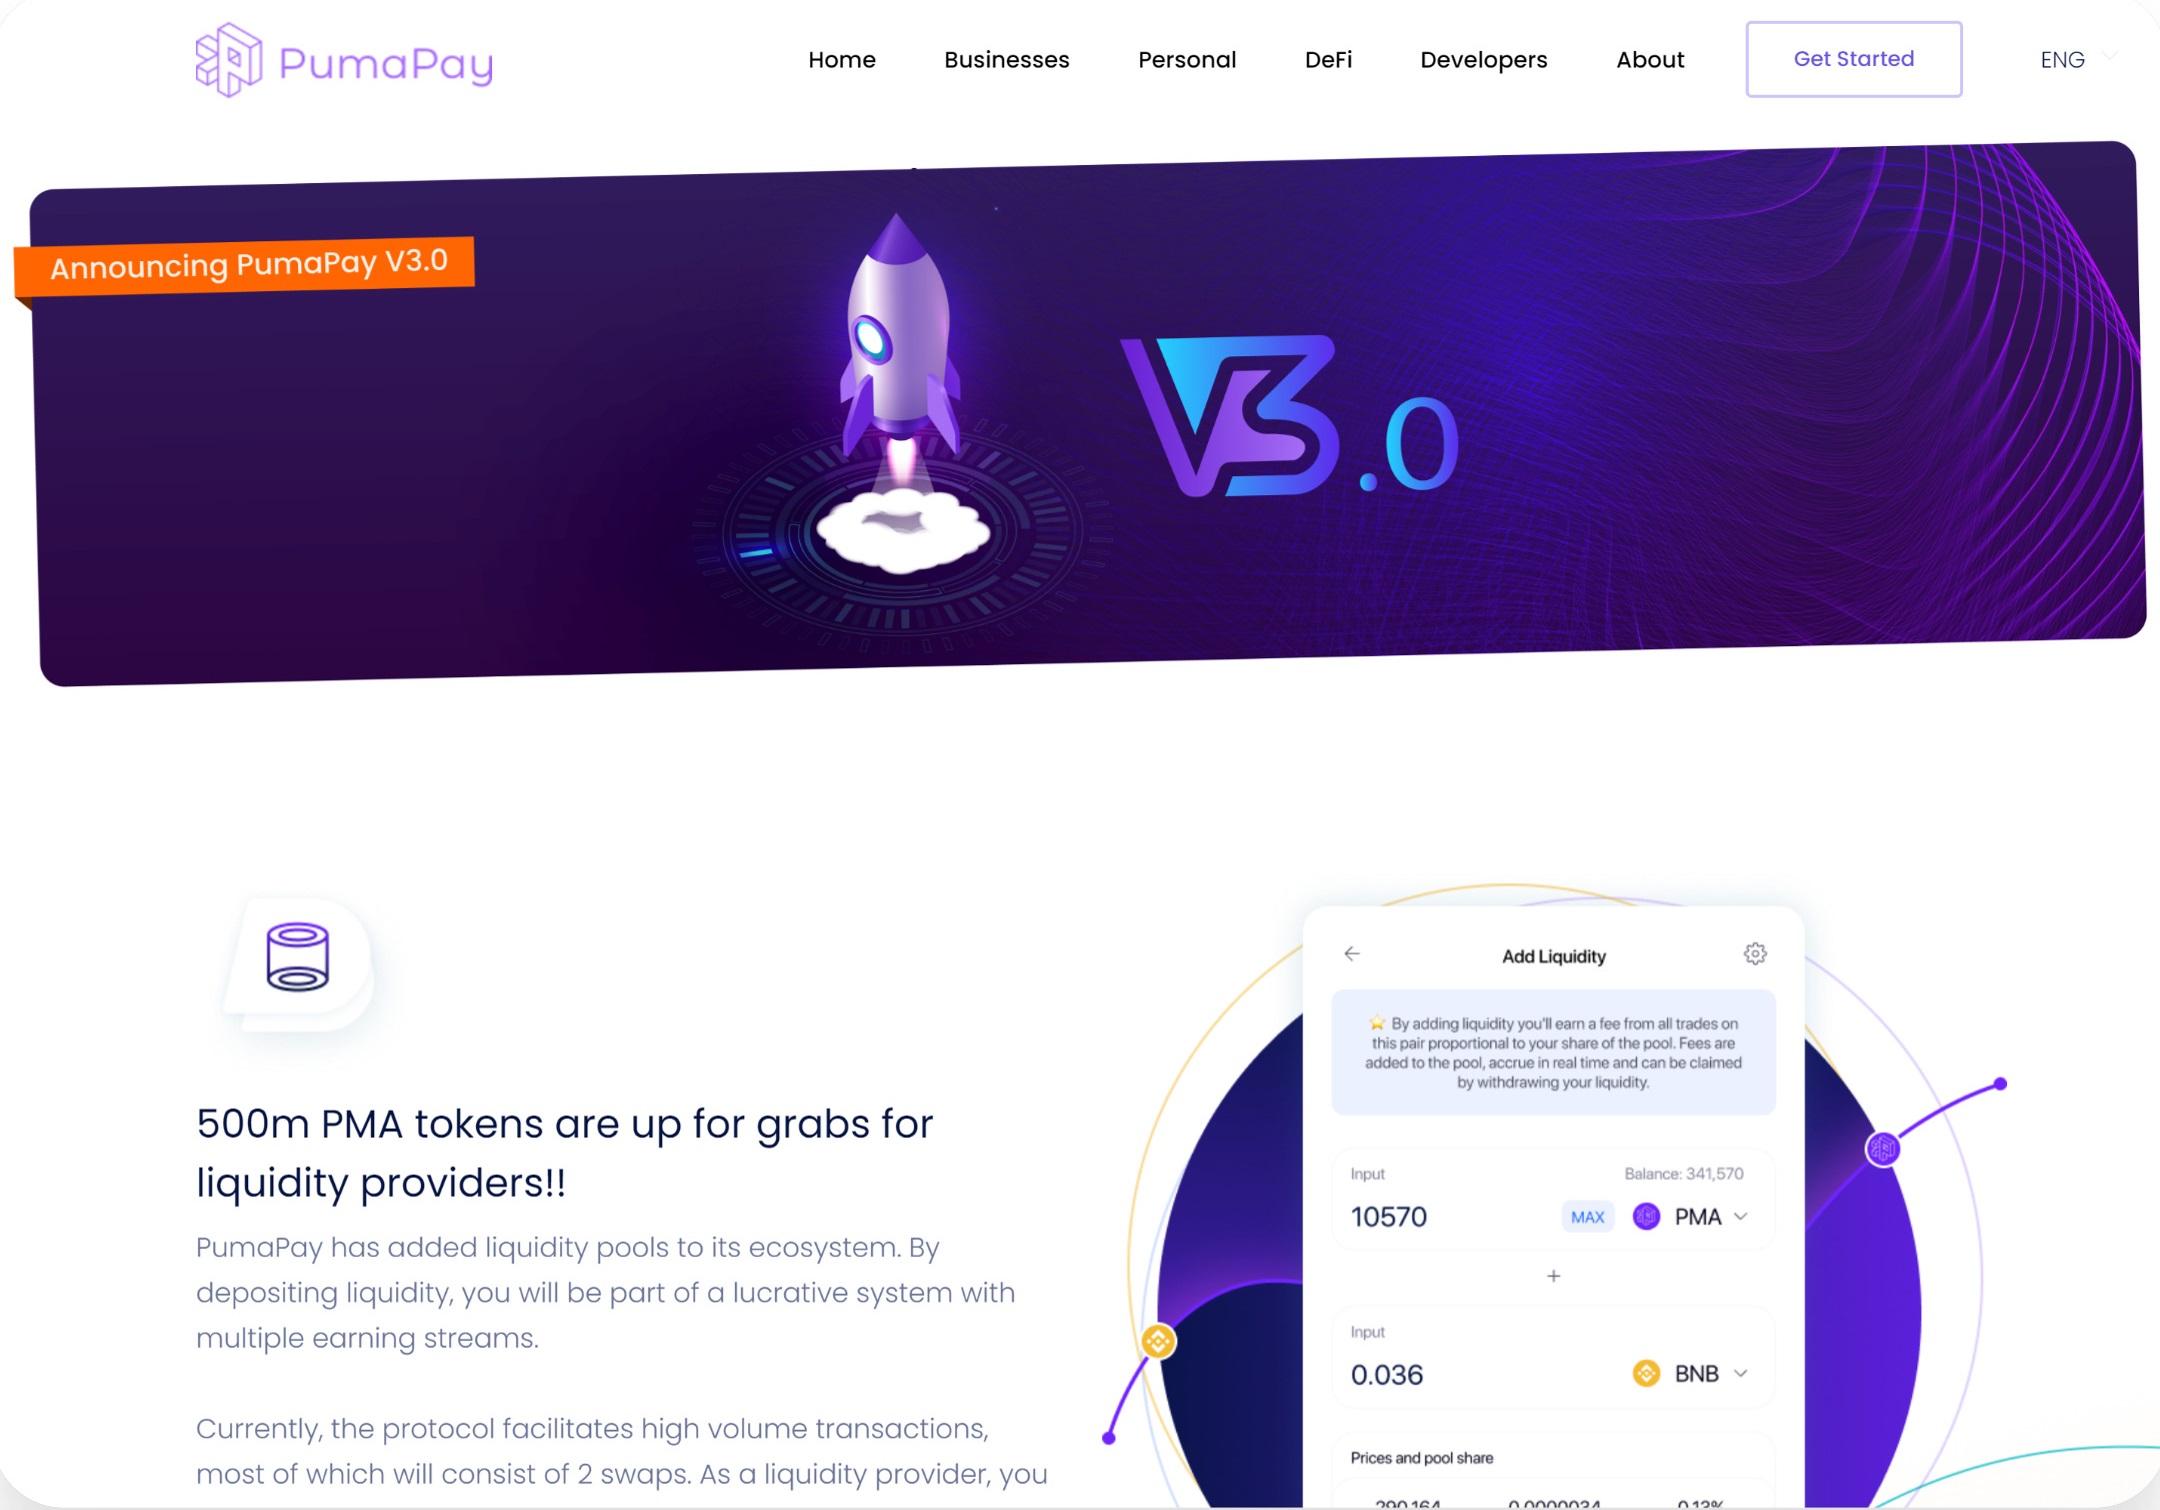 PumaPay
Home Businesses Personal DeFi Developers About Get Started ENG
Announcing PumaPay V3.0
V3.0
500m PMA tokens are up for grabs for
liquidity providers!!
PumaPay has added liquidity pools to its ecosystem. By
depositing liquidity, you will be part of a lucrative system with
multiple earning streams.
Currently, the protocol facilitates high volume transactions,
most of which will consist of 2 swaps. As a liquidity provider, you
Add Liquidity
⭐ By adding liquidity you'll earn a fee from all trades on
this pair proportional to your share of the pool. Fees are
added to the pool, accrue in real time and can be claimed
by withdrawing your liquidity.
Input Balance: 341,570
10570 MAX PMA
+
Input
0.036 BNB
Prices and pool share
290.164 0.0000034 0.13%